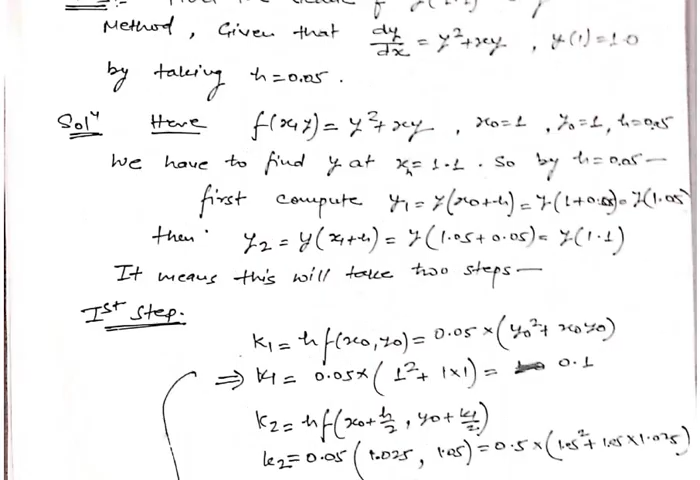 y(1.1)
Method, Given that dy/dx = y²+xy, y(1)=1.0
by taking h=0.05.
Solⁿ Here f(x,y)= y²+xy, x0=1, y0=1, h=0.05
We have to find y at xn=1.1. So by h=0.05—
first compute y1 = y(x0+h)= y(1+0.05)= y(1.05)
then y2 = y(x1+h)= y(1.05+0.05)= y(1.1)
It means this will take two steps—
Ist step.
K1 = hf(x0,y0)= 0.05×(y0²+x0y0)
⇒ K1 = 0.05×(1²+1×1)= 0.1
K2 = hf(x0+h/2, y0+K1/2)
k2=0.05(1.025, 1.05)=0.5×(1.05²+1.05×1.025)